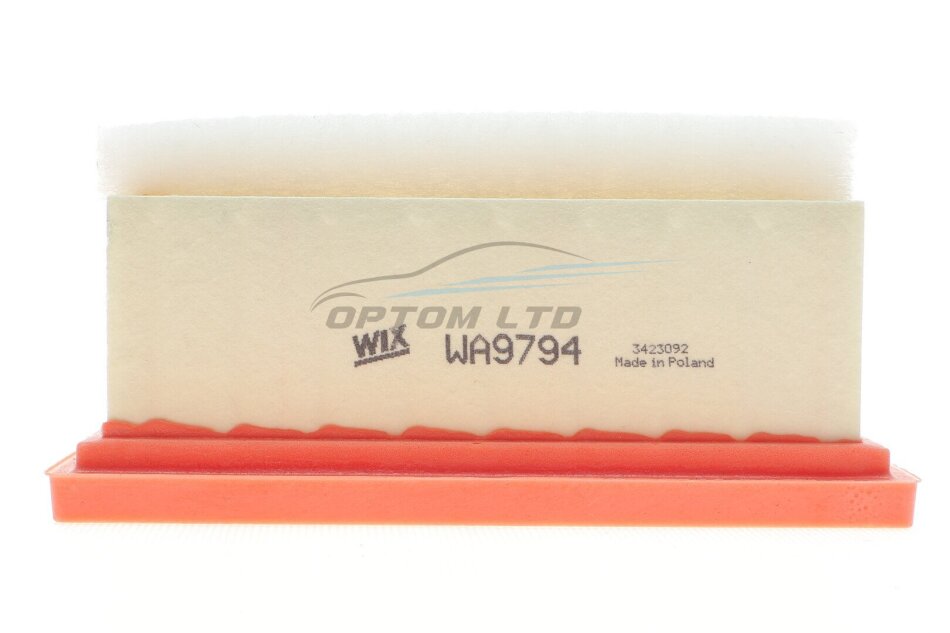 OPTOM LTD
WIX WA9794 3423092
Made in Poland